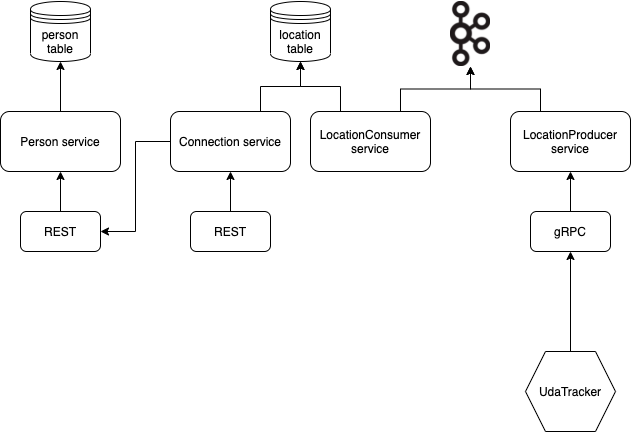 person
table
location
table
Person service
Connection service
LocationConsumer
service
LocationProducer
service
REST
REST
gRPC
UdaTracker